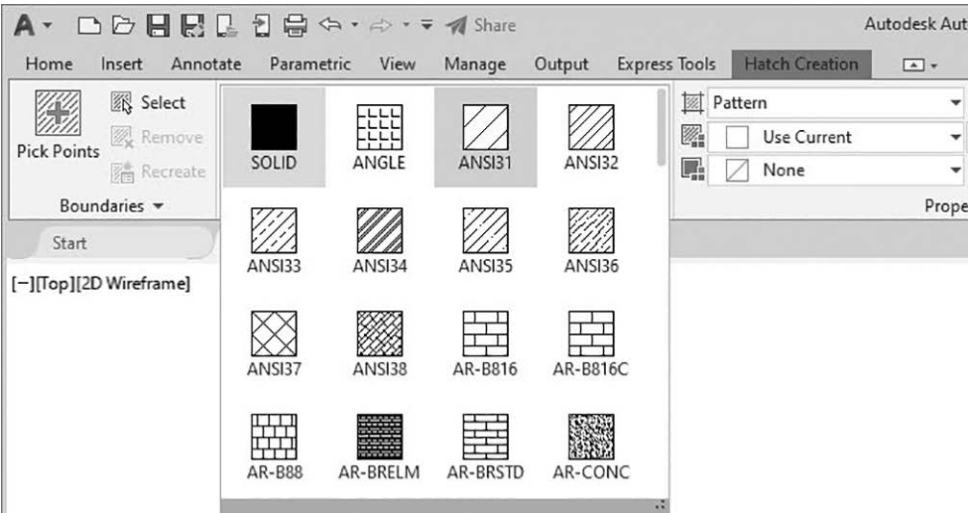 A Share Autodesk Aut
Home Insert Annotate Parametric View Manage Output Express Tools Hatch Creation
Pick Points
Select
Remove
Recreate
Boundaries
SOLID ANGLE ANSI31 ANSI32
ANSI33 ANSI34 ANSI35 ANSI36
ANSI37 ANSI38 AR-B816 AR-B816C
AR-B88 AR-BRELM AR-BRSTD AR-CONC
Pattern
Use Current
None
Prope
Start
[−][Top][2D Wireframe]